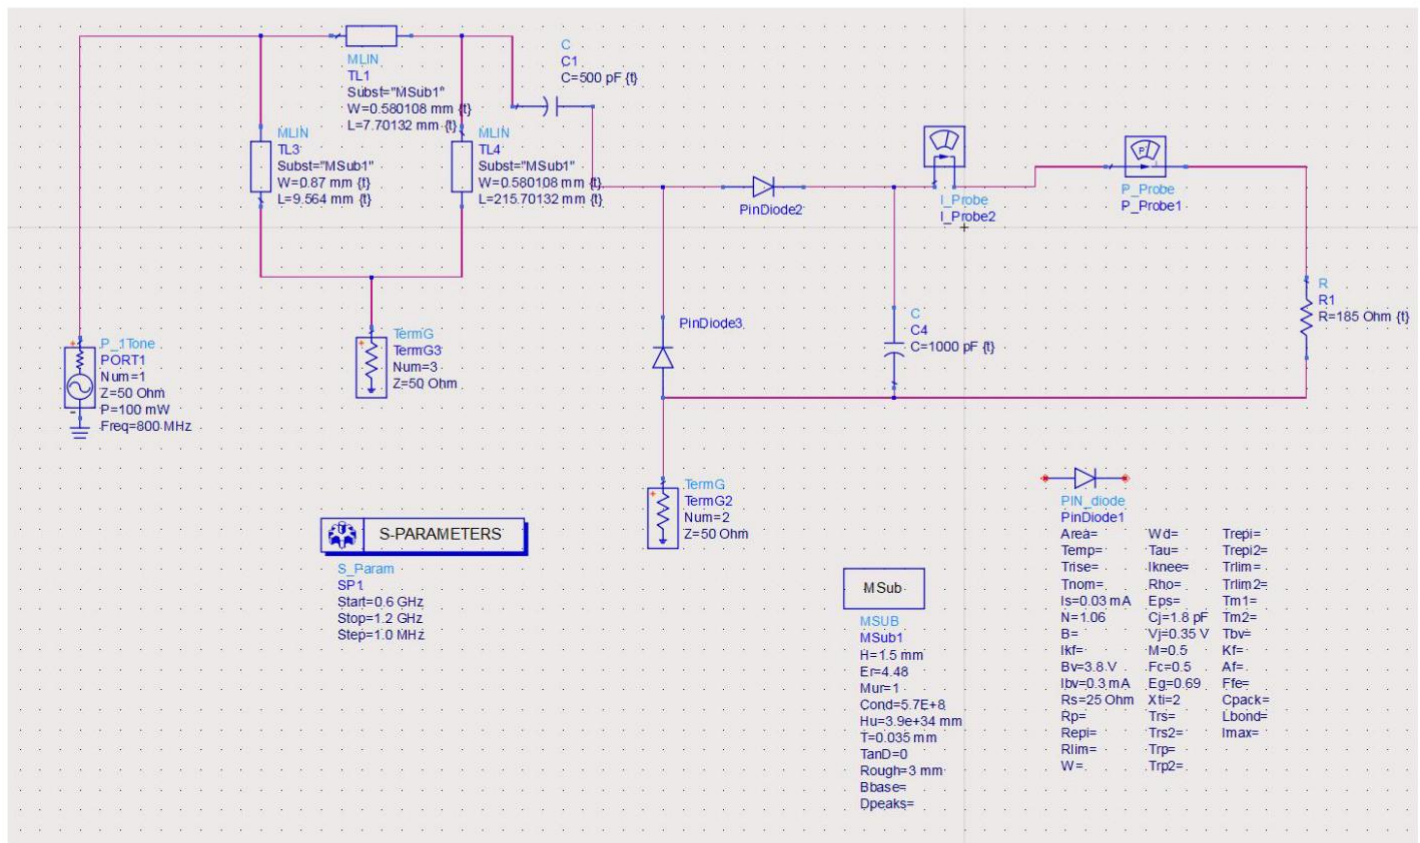 MLIN
TL1
Subst="MSub1"
W=0.580108 mm {t}
L=7.70132 mm {t}
C
C1
C=500 pF {t}
MLIN
TL3
Subst="MSub1"
W=0.87 mm {t}
L=9.564 mm {t}
MLIN
TL4
Subst="MSub1"
W=0.580108 mm {t}
L=215.70132 mm {t}
PinDiode2
I_Probe
I_Probe2
P
P_Probe
P_Probe1
R
R1
R=185 Ohm {t}
PinDiode3
C
C4
C=1000 pF {t}
P_1Tone
PORT1
Num=1
Z=50 Ohm
P=100 mW
Freq=800 MHz
TermG
TermG3
Num=3
Z=50 Ohm
TermG
TermG2
Num=2
Z=50 Ohm
S-PARAMETERS
S_Param
SP1
Start=0.6 GHz
Stop=1.2 GHz
Step=1.0 MHz
MSub
MSUB
MSub1
H=1.5 mm
Er=4.48
Mur=1
Cond=5.7E+8
Hu=3.9e+34 mm
T=0.035 mm
TanD=0
Rough=3 mm
Bbase=
Dpeaks=
PIN_diode
PinDiode1
Area= Wd= Trepi=
Temp= Tau= Trepi2=
Trise= Iknee= Trlim=
Tnom= Rho= Trlim2=
Is=0.03 mA Eps= Tm1=
N=1.06 Cj=1.8 pF Tm2=
B= Vj=0.35 V Tbv=
Ikf= M=0.5 Kf=
Bv=3.8 V Fc=0.5 Af=
Ibv=0.3 mA Eg=0.69 Ffe=
Rs=25 Ohm Xti=2 Cpack=
Rp= Trs= Lbond=
Repi= Trs2= Imax=
Rlim= Trp=
W= Trp2=